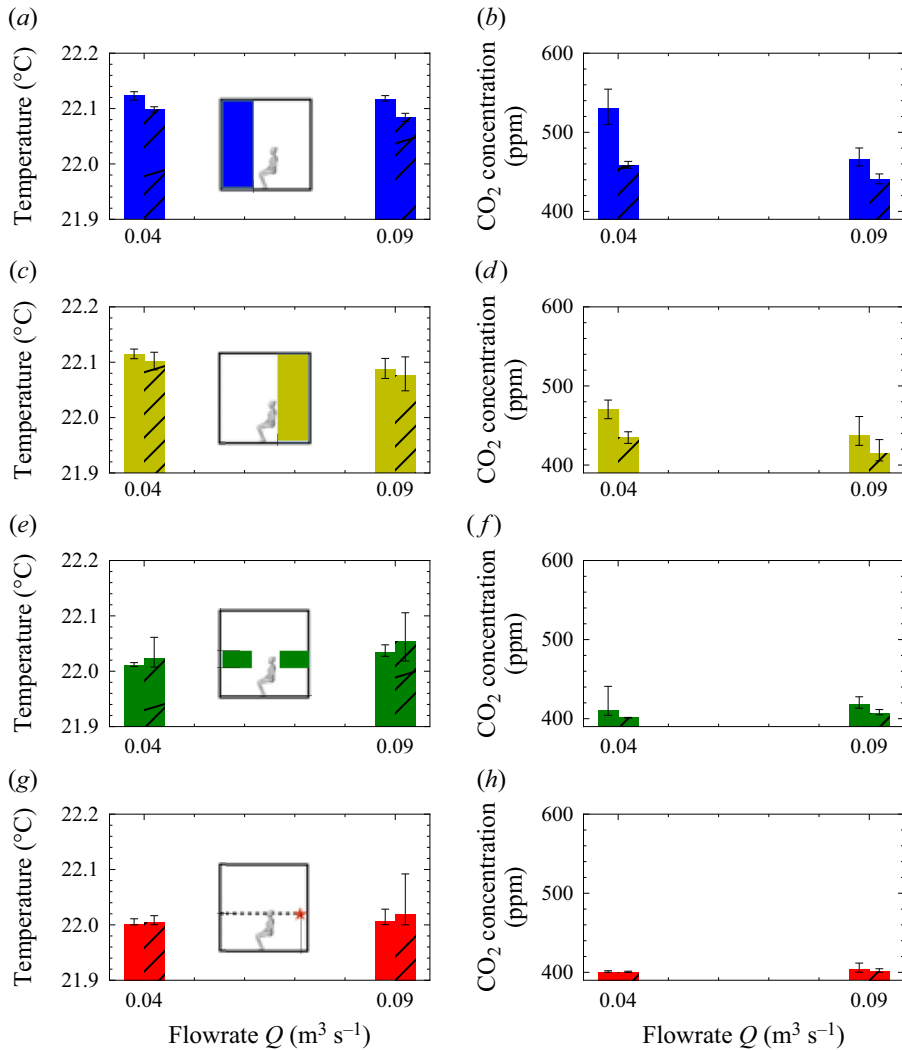 (a)
(b)
Temperature (°C)
22.2
22.1
22.0
21.9
0.04
0.09
CO2 concentration
(ppm)
600
500
400
0.04
0.09
(c)
(d)
Temperature (°C)
22.2
22.1
22.0
21.9
0.04
0.09
CO2 concentration
(ppm)
600
500
400
0.04
0.09
(e)
(f)
Temperature (°C)
22.2
22.1
22.0
21.9
0.04
0.09
CO2 concentration
(ppm)
600
500
400
0.04
0.09
(g)
(h)
Temperature (°C)
22.2
22.1
22.0
21.9
0.04
0.09
Flowrate Q (m³ s⁻¹)
CO2 concentration
(ppm)
600
500
400
0.04
0.09
Flowrate Q (m³ s⁻¹)